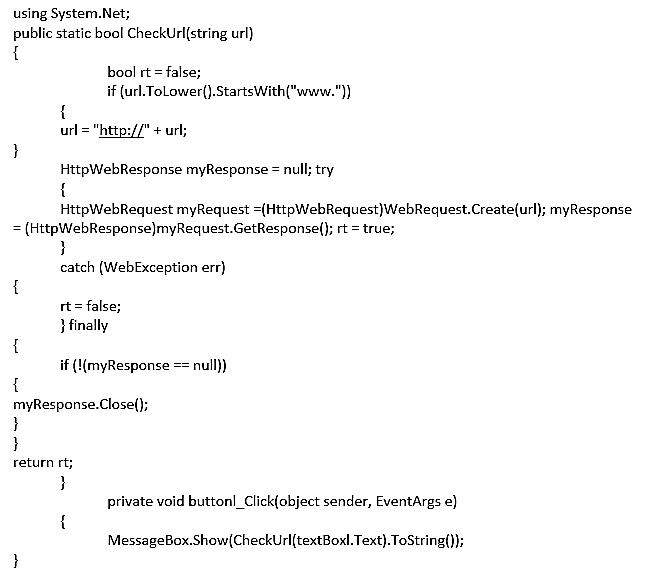 using System.Net;
public static bool CheckUrl(string url)
{
bool rt = false;
if (url.ToLower().StartsWith("www."))
{
url = "http://" + url;
}
HttpWebResponse myResponse = null; try
{
HttpWebRequest myRequest =(HttpWebRequest)WebRequest.Create(url); myResponse
= (HttpWebResponse)myRequest.GetResponse(); rt = true;
}
catch (WebException err)
{
rt = false;
} finally
{
if (!(myResponse == null))
{
myResponse.Close();
}
}
return rt;
}
private void buttonl_Click(object sender, EventArgs e)
{
MessageBox.Show(CheckUrl(textBoxl.Text).ToString());
}